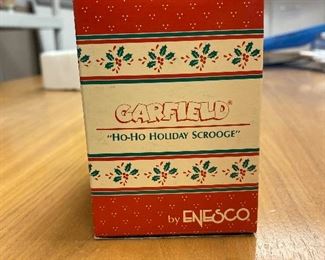 GARFIELD®
"HO-HO HOLIDAY SCROOGE"
by ENESCO